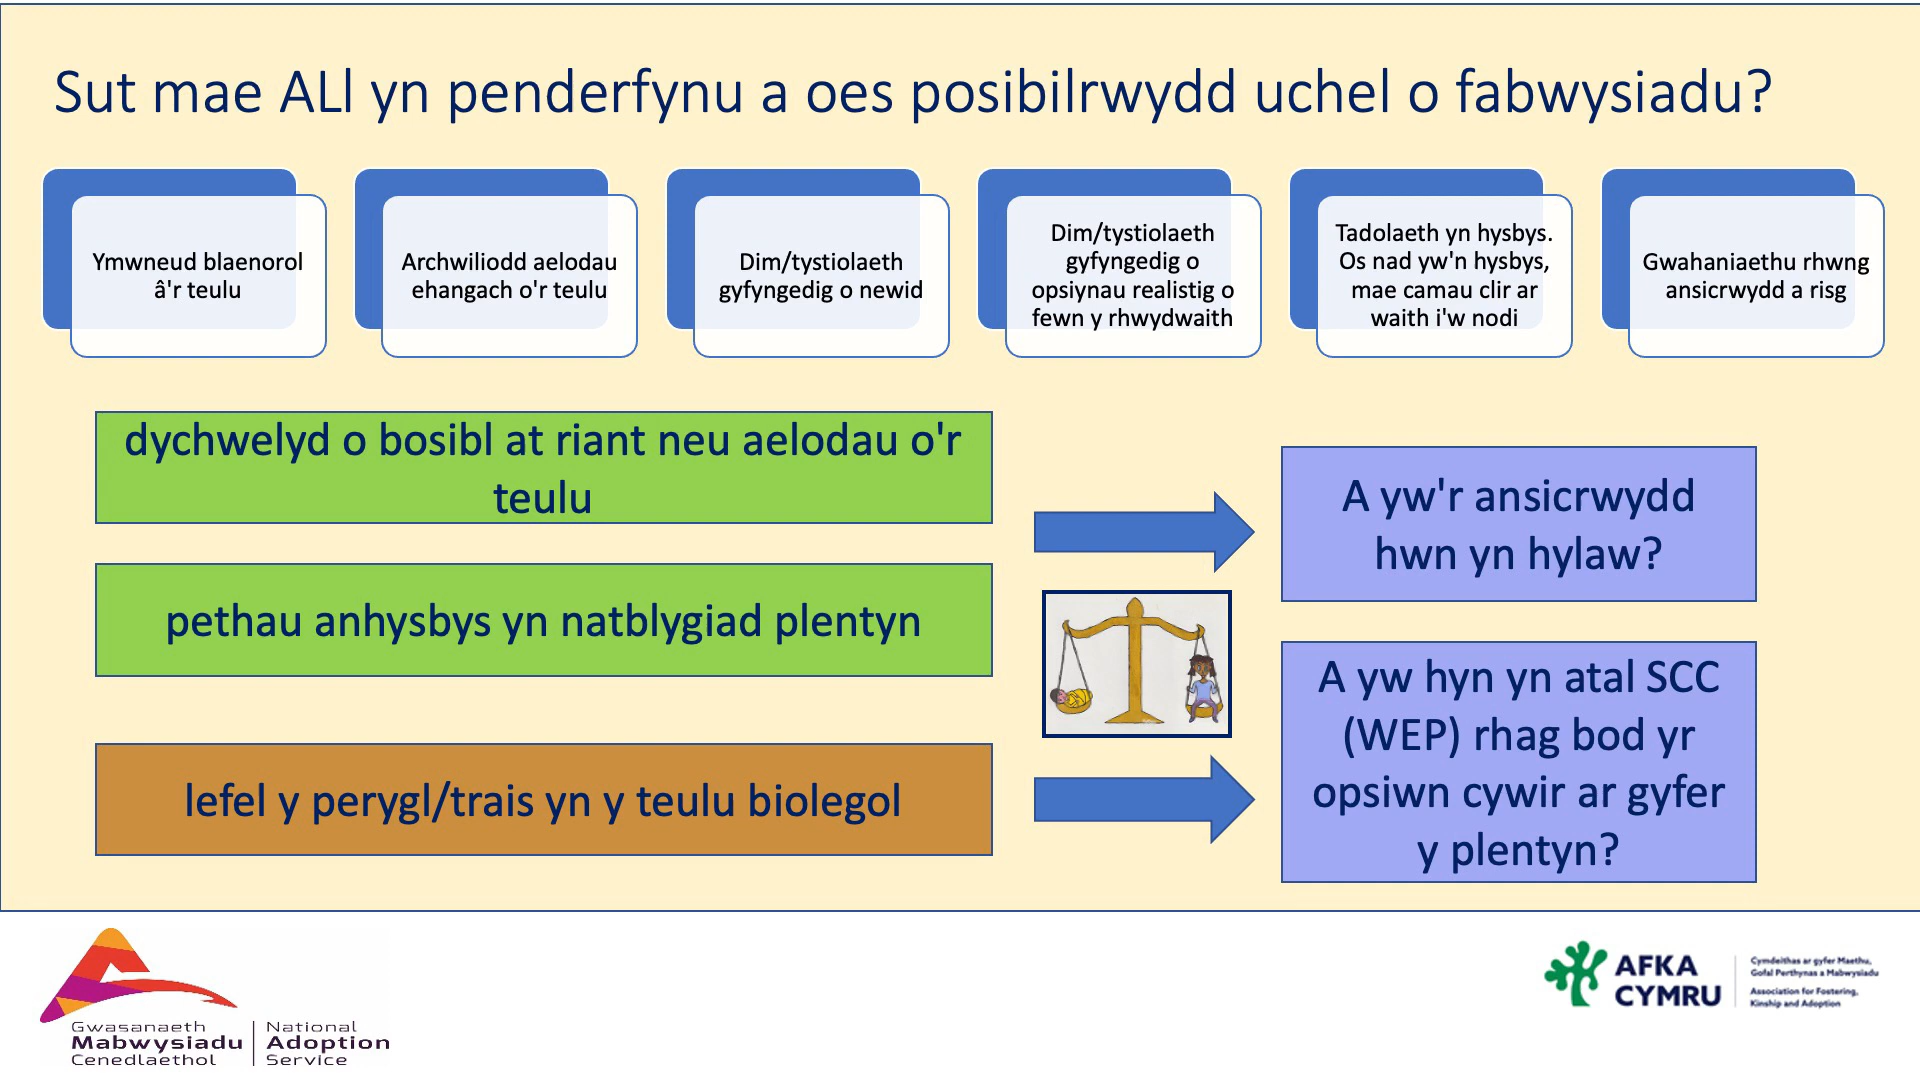 Sut mae ALl yn penderfynu a oes posibilrwydd uchel o fabwysiadu?
Ymwneud blaenorol
â'r teulu
Archwiliodd aelodau
ehangach o'r teulu
Dim/tystiolaeth
gyfyngedig o newid
Dim/tystiolaeth
gyfyngedig o
opsiynau realistig o
fewn y rhwydwaith
Tadolaeth yn hysbys.
Os nad yw'n hysbys,
mae camau clir ar
waith i'w nodi
Gwahaniaethu rhwng
ansicrwydd a risg
dychwelyd o bosibl at riant neu aelodau o'r
teulu
pethau anhysbys yn natblygiad plentyn
lefel y perygl/trais yn y teulu biolegol
A yw'r ansicrwydd
hwn yn hylaw?
A yw hyn yn atal SCC
(WEP) rhag bod yr
opsiwn cywir ar gyfer
y plentyn?
Gwasanaeth
Mabwysiadu
Cenedlaethol
National
Adoption
Service
AFKA
CYMRU
Cymdeithas ar gyfer Maethu,
Gofal Perthynas a Mabwysiadu
Association for Fostering,
Kinship and Adoption